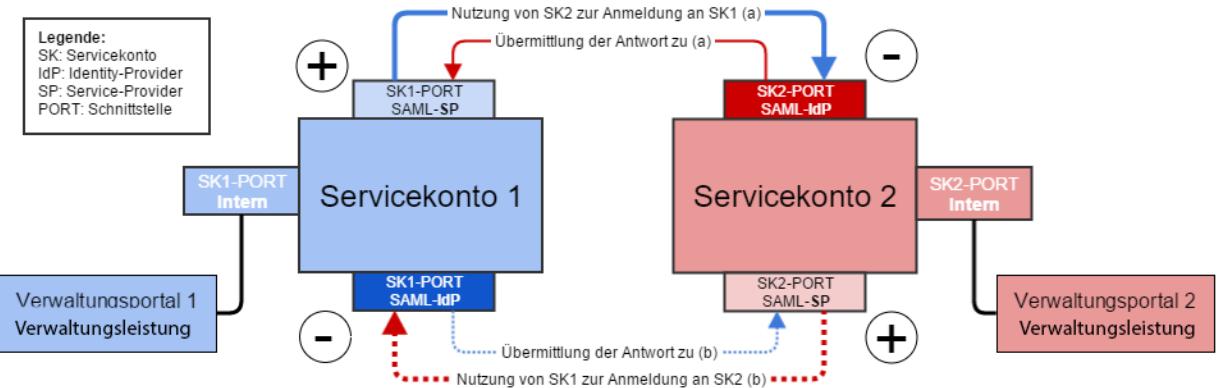 Nutzung von SK2 zur Anmeldung an SK1 (a)
Übermittlung der Antwort zu (a)
Legende:
SK: Servicekonto
IdP: Identity-Provider
SP: Service-Provider
PORT: Schnittstelle
+
-
SK1-PORT
SAML-SP
SK2-PORT
SAML-IdP
SK1-PORT
Intern
Servicekonto 1
Servicekonto 2
SK2-PORT
Intern
SK1-PORT
SAML-IdP
SK2-PORT
SAML-SP
Verwaltungsportal 1
Verwaltungsleistung
Verwaltungsportal 2
Verwaltungsleistung
-
+
Übermittlung der Antwort zu (b)
Nutzung von SK1 zur Anmeldung an SK2 (b)